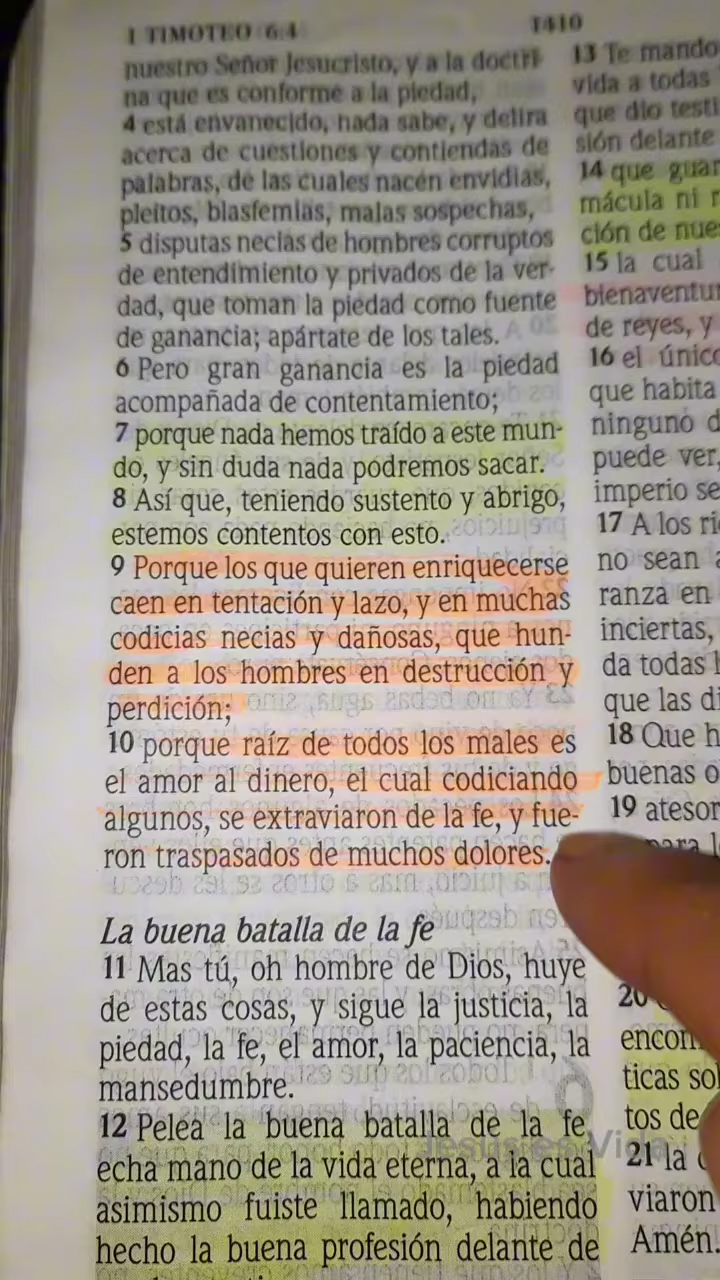 1 TIMOTEO 6:4
1410
nuestro Señor Jesucristo, y a la doctri-
na que es conforme a la piedad,
4 está envanecido, nada sabe, y delira
acerca de cuestiones y contiendas de
palabras, de las cuales nacen envidias,
pleitos, blasfemias, malas sospechas,
5 disputas necias de hombres corruptos
de entendimiento y privados de la ver-
dad, que toman la piedad como fuente
de ganancia; apártate de los tales.
6 Pero gran ganancia es la piedad
acompañada de contentamiento;
7 porque nada hemos traído a este mun-
do, y sin duda nada podremos sacar.
8 Así que, teniendo sustento y abrigo,
estemos contentos con esto.
9 Porque los que quieren enriquecerse
caen en tentación y lazo, y en muchas
codicias necias y dañosas, que hun-
den a los hombres en destrucción y
perdición;
10 porque raíz de todos los males es
el amor al dinero, el cual codiciando
algunos, se extraviaron de la fe, y fue-
ron traspasados de muchos dolores.
La buena batalla de la fe
11 Mas tú, oh hombre de Dios, huye
de estas cosas, y sigue la justicia, la
piedad, la fe, el amor, la paciencia, la
mansedumbre.
12 Pelea la buena batalla de la fe,
echa mano de la vida eterna, a la cual
asimismo fuiste llamado, habiendo
hecho la buena profesión delante de
13 Te mando
vida a todas
que dio testi
sión delante
14 que guar
mácula ni r
ción de nue
15 la cual
bienaventu
de reyes, y
16 el únic
que habita
ninguno d
puede ver,
imperio se
17 A los ri
no sean a
ranza en
inciertas,
da todas l
que las di
18 Que h
buenas o
19 atesor
para l
20
encom
ticas so
tos de
21 la
viaron
Amén.